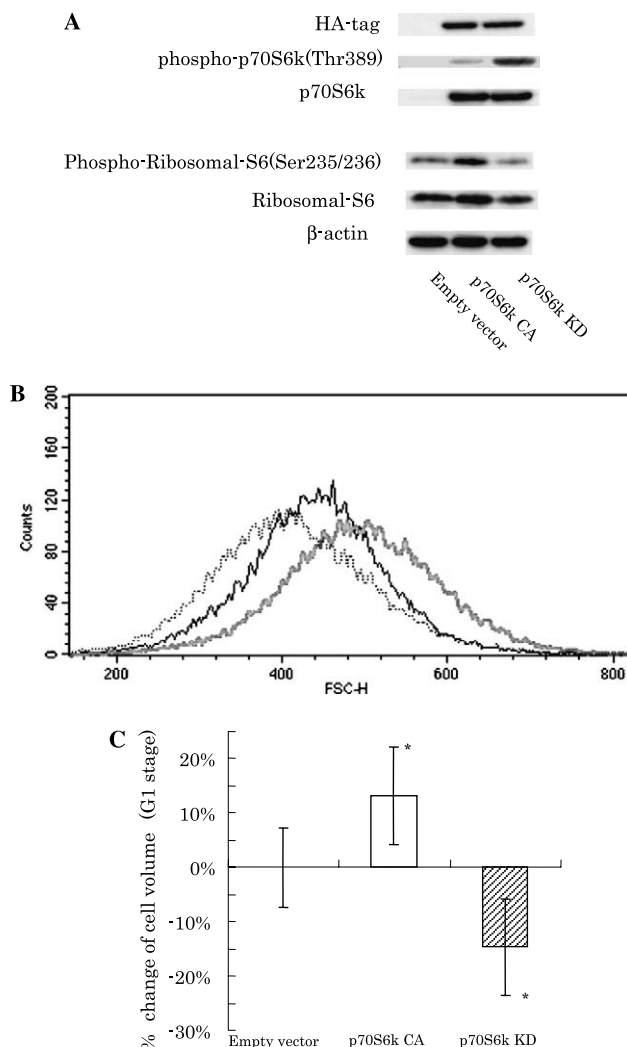 A
HA-tag
phospho-p70S6k(Thr389)
p70S6k
Phospho-Ribosomal-S6(Ser235/236)
Ribosomal-S6
β-actin
Empty vector
p70S6k CA
p70S6k KD
B
200
160
120
80
40
0
Counts
200
400
600
800
FSC-H
C
% change of cell volume (G1 stage)
20%
10%
0%
-10%
-20%
-30%
*
*
Empty vector
p70S6k CA
p70S6k KD